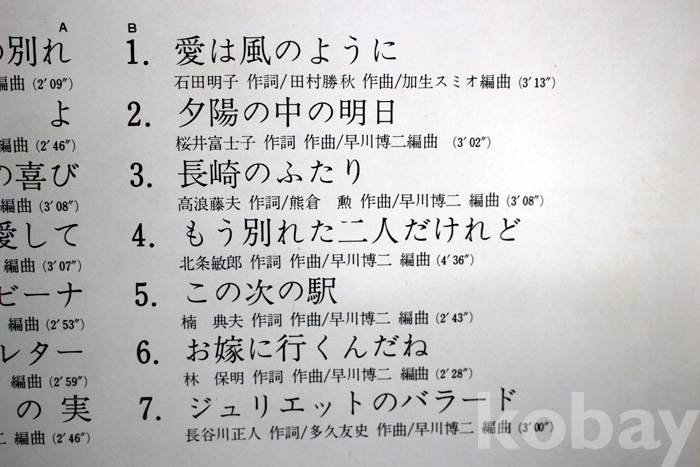 A
の別れ
編曲 (2′09″)
よ
編曲 (2′46″)
の喜び
編曲 (3′08″)
愛して
編曲 (3′07″)
ビーナ
編曲 (2′53″)
レター
編曲 (2′59″)
の実
二 編曲 (2′46″)
B
1. 愛は風のように
石田明子 作詞/田村勝秋 作曲/加生スミオ編曲 (3′13″)
2. 夕陽の中の明日
桜井富士子 作詞 作曲/早川博二編曲 (3′02″)
3. 長崎のふたり
高浪藤夫 作詞/熊倉 勲 作曲/早川博二 編曲 (3′08″)
4. もう別れた二人だけれど
北条敏郎 作詞 作曲/早川博二 編曲 (4′36″)
5. この次の駅
楠 典夫 作詞 作曲/早川博二 編曲 (2′43″)
6. お嫁に行くんだね
林 保明 作詞 作曲/早川博二 編曲 (2′28″)
7. ジュリエットのバラード
長谷川正人 作詞/多久友史 作曲/早川博二 編曲 (3′00″)
kobay